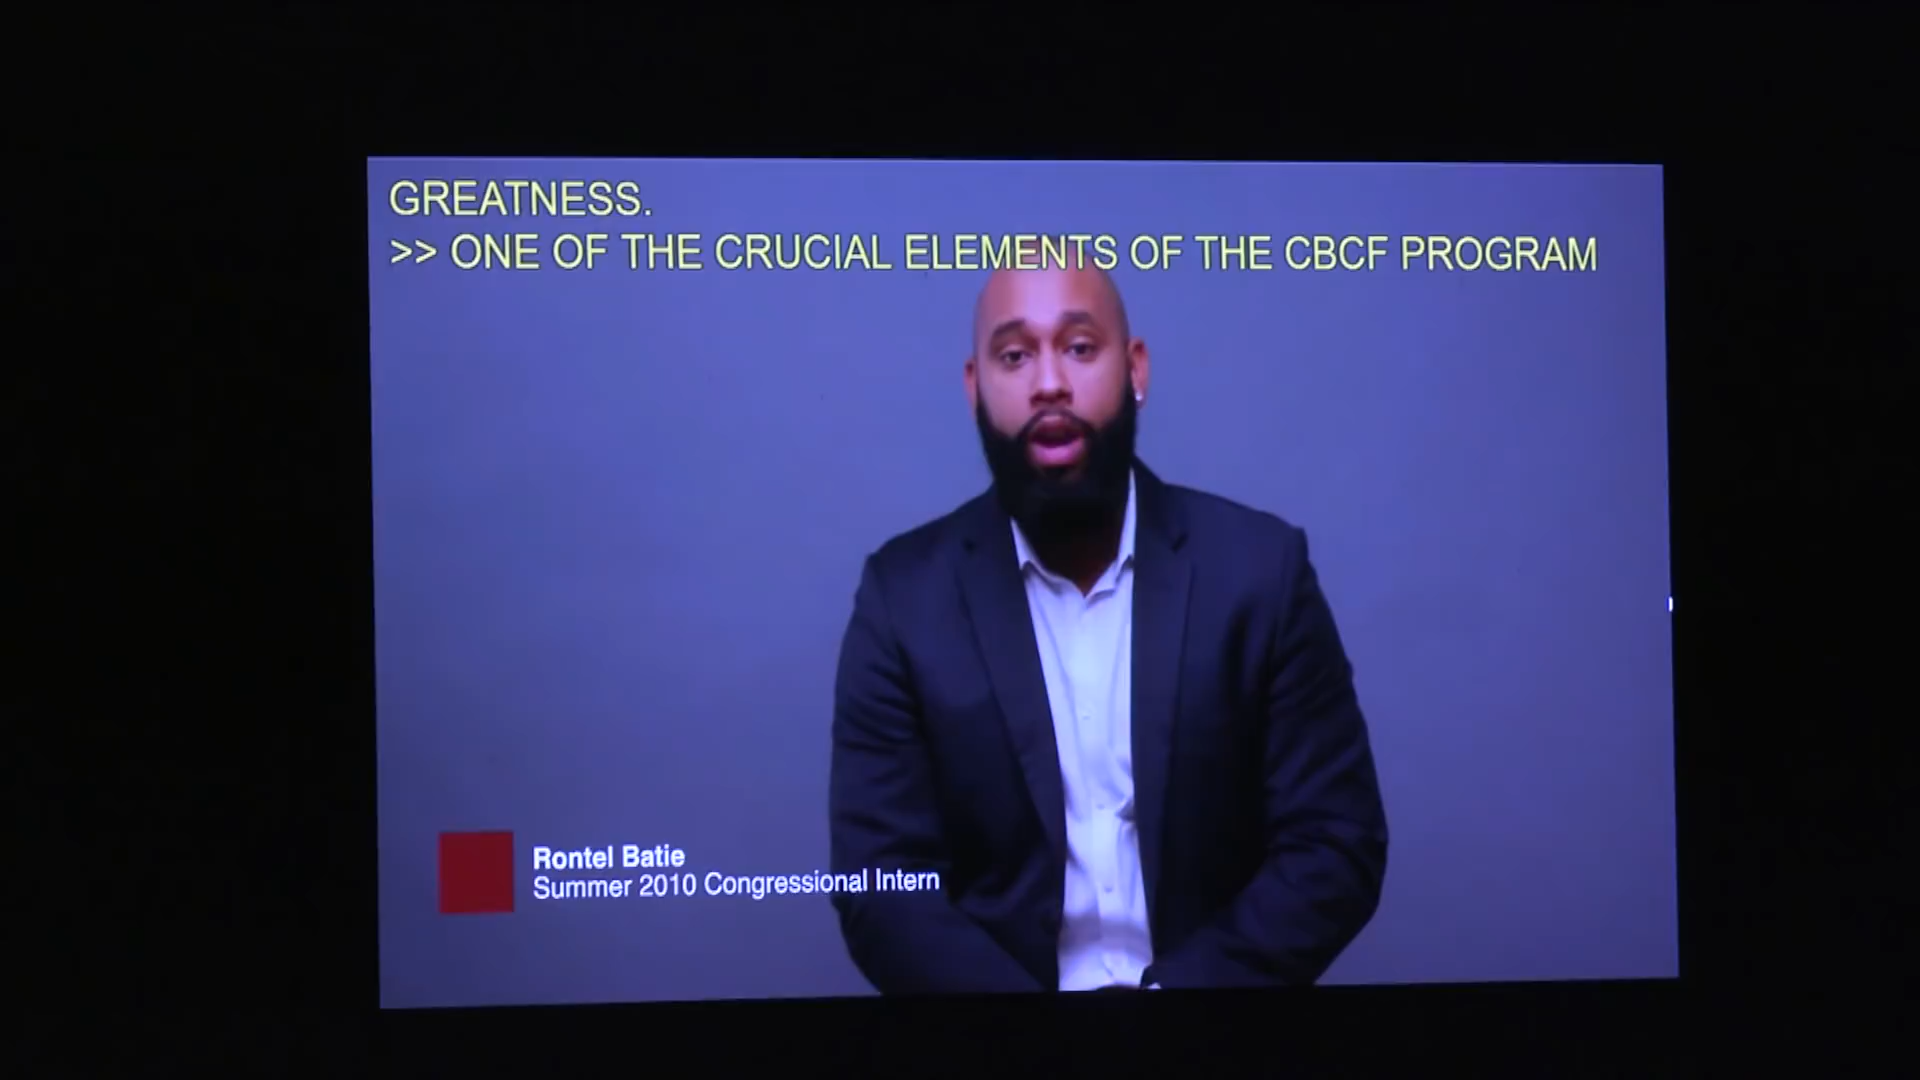 GREATNESS.
>> ONE OF THE CRUCIAL ELEMENTS OF THE CBCF PROGRAM
Rontel Batie
Summer 2010 Congressional Intern